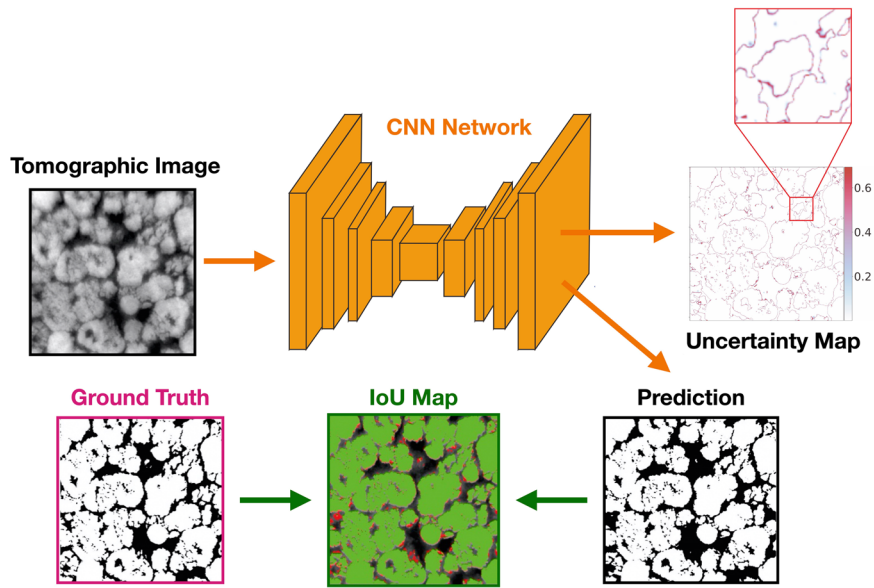 CNN Network
Tomographic Image
0.6
0.4
0.2
Uncertainty Map
Ground Truth
IoU Map
Prediction